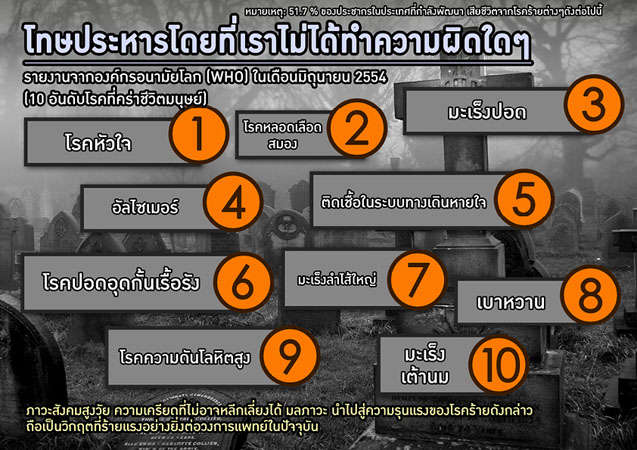 หมายเหตุ: 51.7 % ของประชากรในประเทศที่กำลังพัฒนา เสียชีวิตจากโรคร้ายต่างๆดังต่อไปนี้
โทษประหารโดยที่เราไม่ได้ทำความผิดใดๆ
รายงานจากองค์กรอนามัยโลก (WHO) ในเดือนมิถุนายน 2554
(10 อันดับโรคที่คร่าชีวิตมนุษย์)
โรคหัวใจ 1
โรคหลอดเลือด
สมอง 2
มะเร็งปอด 3
อัลไซเมอร์ 4
ติดเชื้อในระบบทางเดินหายใจ 5
โรคปอดอุดกั้นเรื้อรัง 6
มะเร็งลำไส้ใหญ่ 7
เบาหวาน 8
โรคความดันโลหิตสูง 9
มะเร็ง
เต้านม 10
ภาวะสังคมสูงวัย ความเครียดที่ไม่อาจหลีกเลี่ยงได้ มลภาวะ นำไปสู่ความรุนแรงของโรคร้ายดังกล่าว
ถือเป็นวิกฤตที่ร้ายแรงอย่างยิ่งต่อวงการแพทย์ในปัจจุบัน